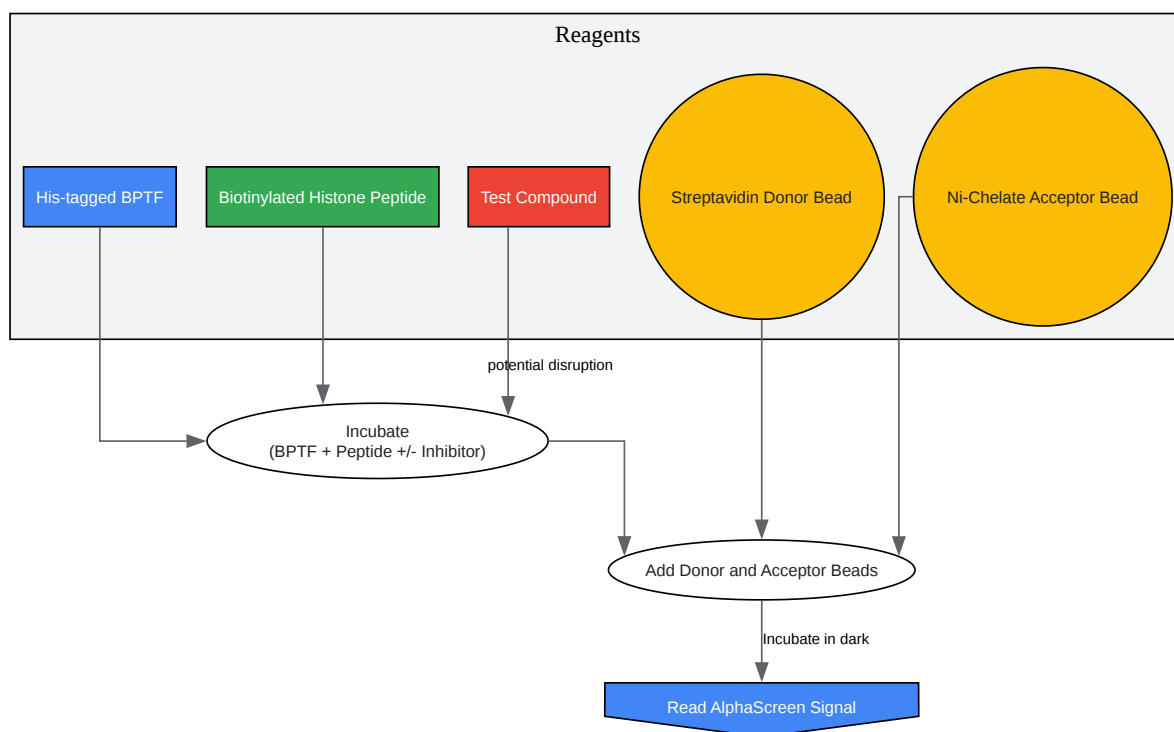 Reagents
His-tagged BPTF
Biotinylated Histone Peptide
Test Compound
Streptavidin Donor Bead
Ni-Chelate Acceptor Bead
potential disruption
Incubate
(BPTF + Peptide +/- Inhibitor)
Add Donor and Acceptor Beads
Incubate in dark
Read AlphaScreen Signal